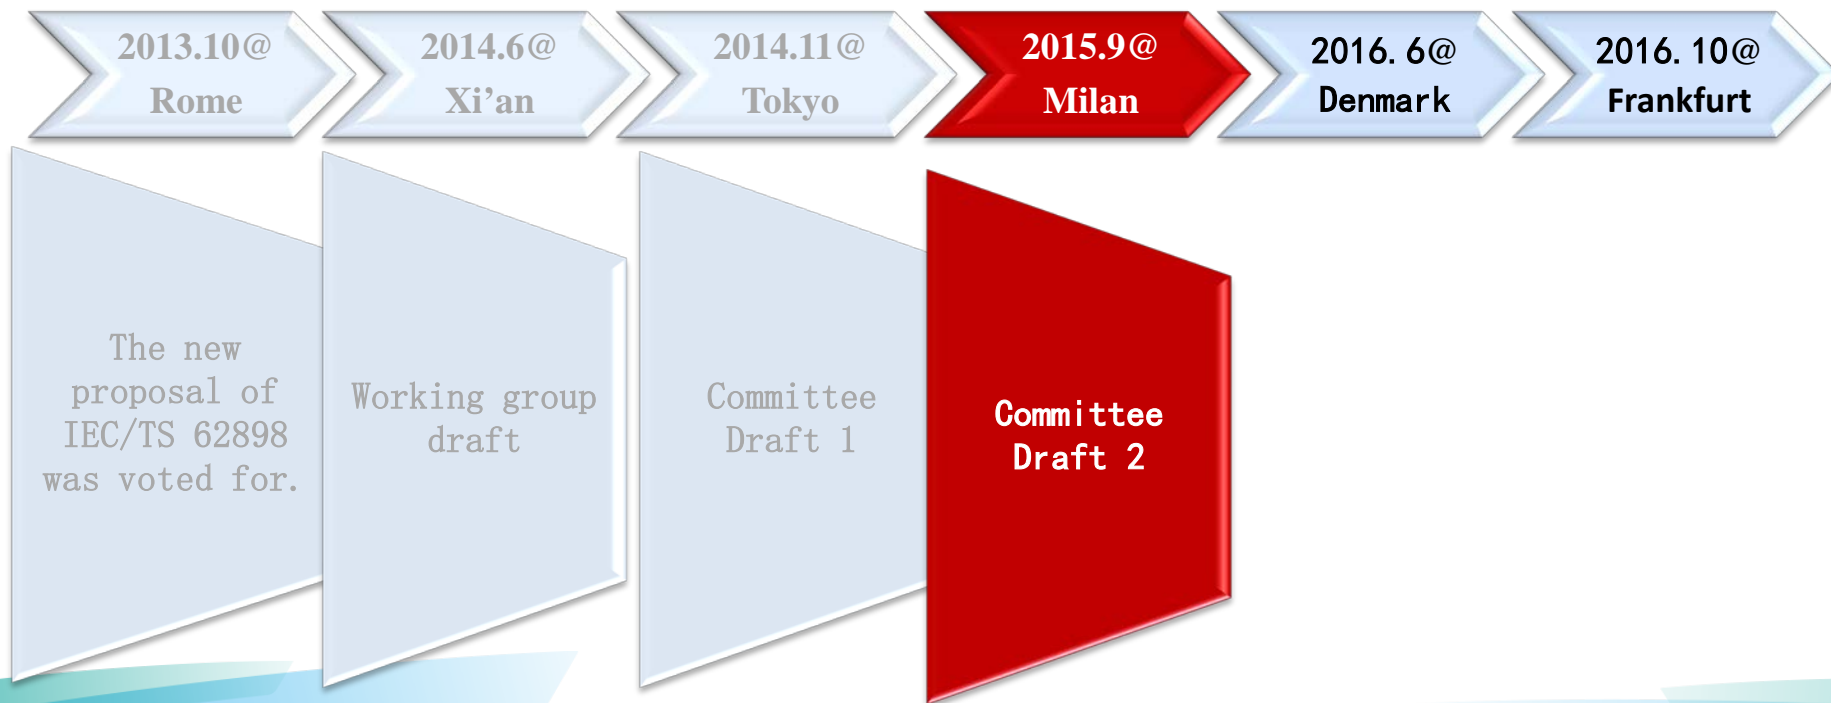 2013.10@
Rome
2014.6@
Xi’an
2014.11@
Tokyo
2015.9@
Milan
2016. 6@
Denmark
2016. 10@
Frankfurt
The new
proposal of
IEC/TS 62898
was voted for.
Working group
draft
Committee
Draft 1
Committee
Draft 2